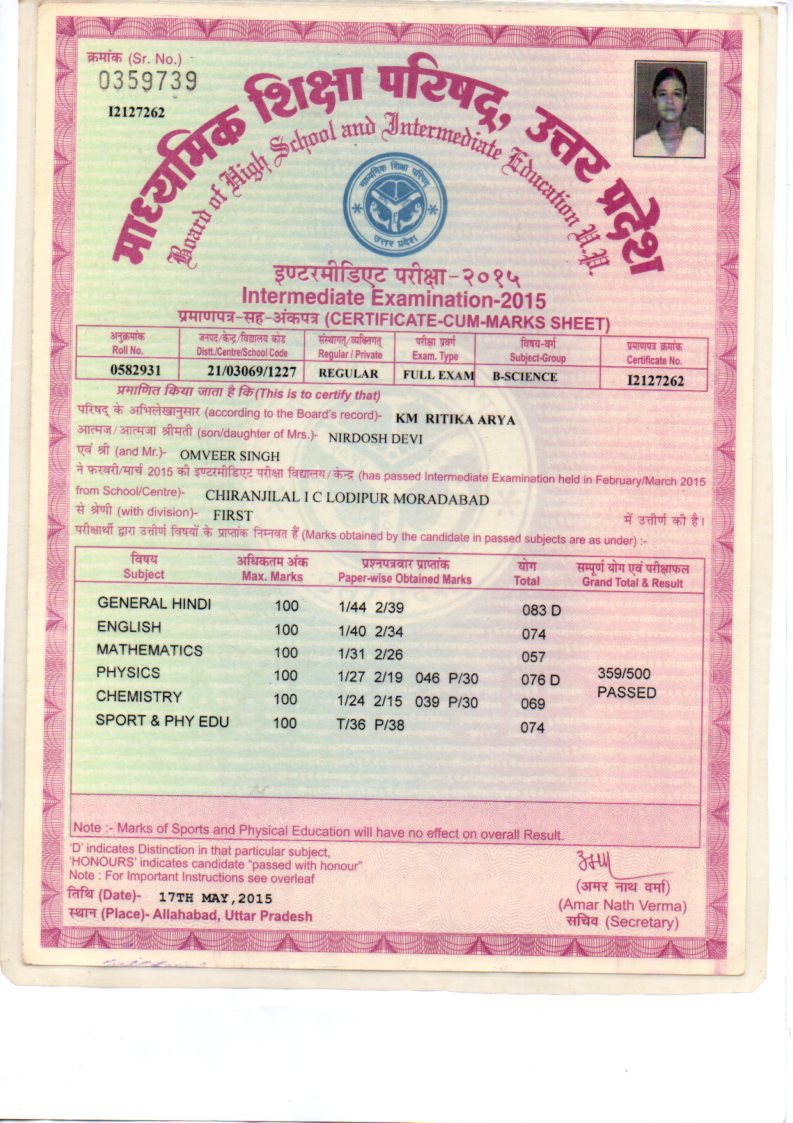 क्रमांक (Sr. No.)
0359739
I2127262
माध्यमिक शिक्षा परिषद्, उत्तर प्रदेश
Board of High School and Intermediate Education U.P.
माध्यमिक शिक्षा परिषद्
उत्तर प्रदेश
इण्टरमीडिएट परीक्षा-२०१५
Intermediate Examination-2015
प्रमाणपत्र-सह-अंकपत्र (CERTIFICATE-CUM-MARKS SHEET)
अनुक्रमांक जनपद/केन्द्र/विद्यालय कोड संस्थागत/व्यक्तिगत परीक्षा प्रवर्ग विषय-वर्ग प्रमाणपत्र क्रमांक
Roll No. Distt./Centre/School Code Regular / Private Exam. Type Subject-Group Certificate No.
0582931 21/03069/1227 REGULAR FULL EXAM B-SCIENCE I2127262
प्रमाणित किया जाता है कि (This is to certify that)
परिषद् के अभिलेखानुसार (according to the Board's record)- KM RITIKA ARYA
आत्मज/आत्मजा श्रीमती (son/daughter of Mrs.)- NIRDOSH DEVI
एवं श्री (and Mr.)- OMVEER SINGH
ने फरवरी/मार्च 2015 की इण्टरमीडिएट परीक्षा विद्यालय/केन्द्र (has passed Intermediate Examination held in February/March 2015
from School/Centre)- CHIRANJILAL I C LODIPUR MORADABAD
से श्रेणी (with division)- FIRST में उत्तीर्ण की है।
परीक्षार्थी द्वारा उत्तीर्ण विषयों के प्राप्तांक निम्नवत हैं (Marks obtained by the candidate in passed subjects are as under) :-
विषय अधिकतम अंक प्रश्नपत्रवार प्राप्तांक योग सम्पूर्ण योग एवं परीक्षाफल
Subject Max. Marks Paper-wise Obtained Marks Total Grand Total & Result
GENERAL HINDI 100 1/44 2/39 083 D
ENGLISH 100 1/40 2/34 074
MATHEMATICS 100 1/31 2/26 057
PHYSICS 100 1/27 2/19 046 P/30 076 D 359/500
CHEMISTRY 100 1/24 2/15 039 P/30 069 PASSED
SPORT & PHY EDU 100 T/36 P/38 074
Note :- Marks of Sports and Physical Education will have no effect on overall Result.
'D' indicates Distinction in that particular subject,
'HONOURS' indicates candidate "passed with honour"
Note : For Important Instructions see overleaf
तिथि (Date)- 17TH MAY,2015
स्थान (Place)- Allahabad, Uttar Pradesh
(अमर नाथ वर्मा)
(Amar Nath Verma)
सचिव (Secretary)